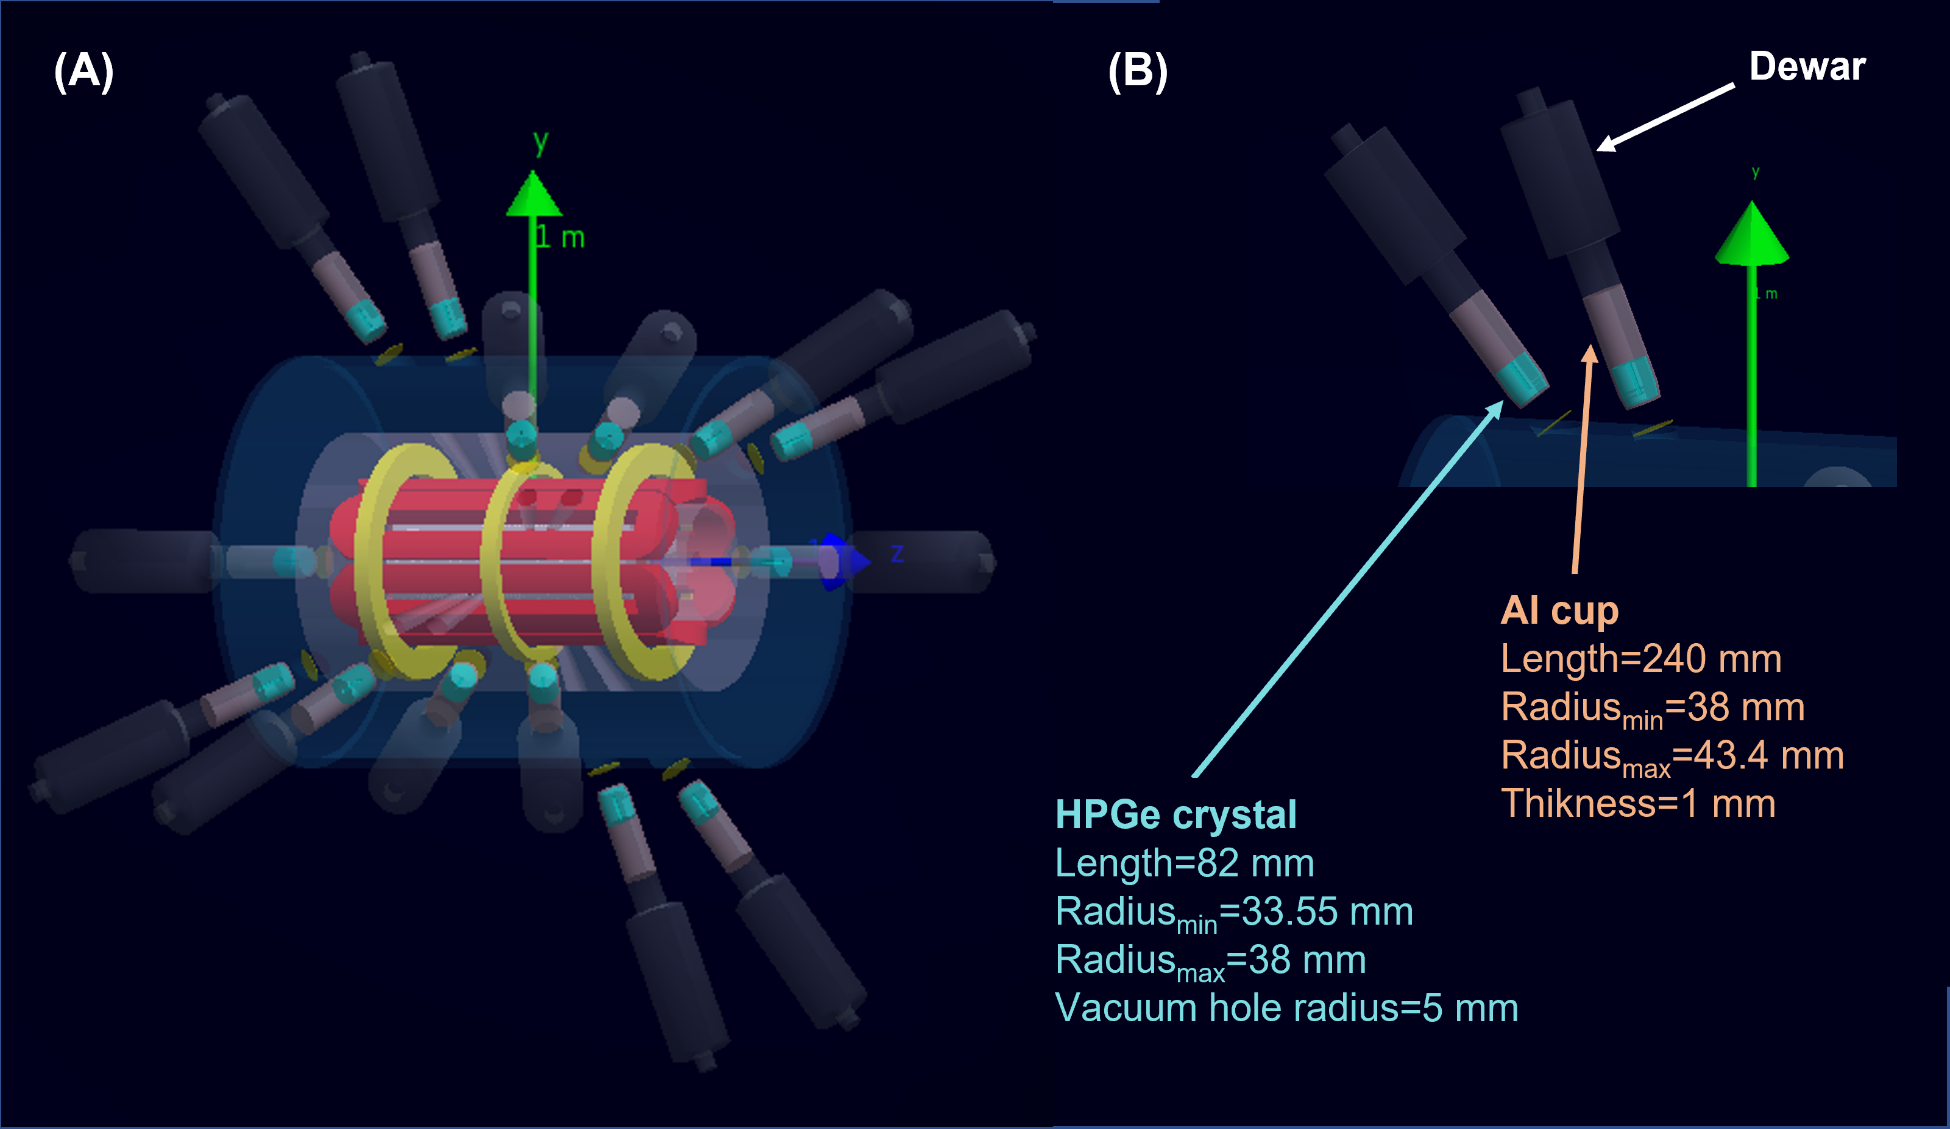 (A)
y
1 m
z
(B)
Dewar
y
1 m
Al cup
Length=240 mm
Radiusmin=38 mm
Radiusmax=43.4 mm
Thikness=1 mm
HPGe crystal
Length=82 mm
Radiusmin=33.55 mm
Radiusmax=38 mm
Vacuum hole radius=5 mm